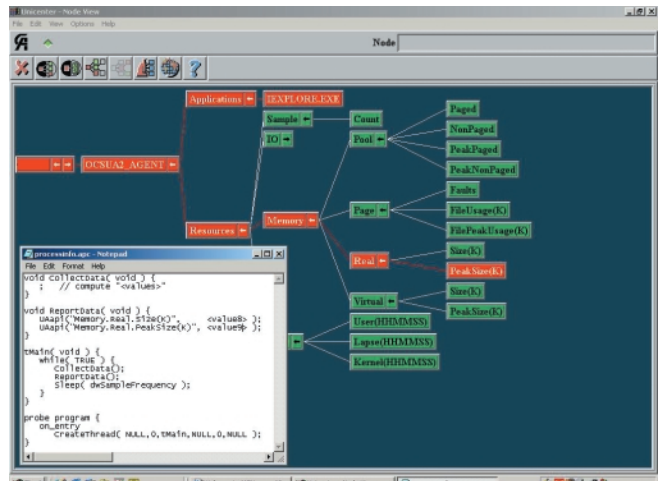 Unicenter - Node View
File Edit View Options Help
Node
Applications
IEXPLORE.EXE
Sample
Count
IO
Pool
Paged
NonPaged
PeakPaged
PeakNonPaged
OCSUA2_AGENT
Resources
Memory
Page
Faults
FileUsage(K)
FilePeakUsage(K)
Real
Size(K)
PeakSize(K)
Virtual
Size(K)
PeakSize(K)
User(HHMMSS)
Lapse(HHMMSS)
Kernel(HHMMSS)
processinfo.apc - Notepad
File Edit Format Help
void CollectData( void ) {
; // compute "<values>"
}
void ReportData( void ) {
UAapi("Memory.Real.Size(K)", <value8> );
UAapi("Memory.Real.PeakSize(K)", <value9> );
}
tMain( void ) {
while( TRUE ) {
CollectData();
ReportData();
Sleep( dwSampleFrequency );
}
}
probe program {
on_entry
CreateThread( NULL,0,tMain,NULL,0,NULL );
}